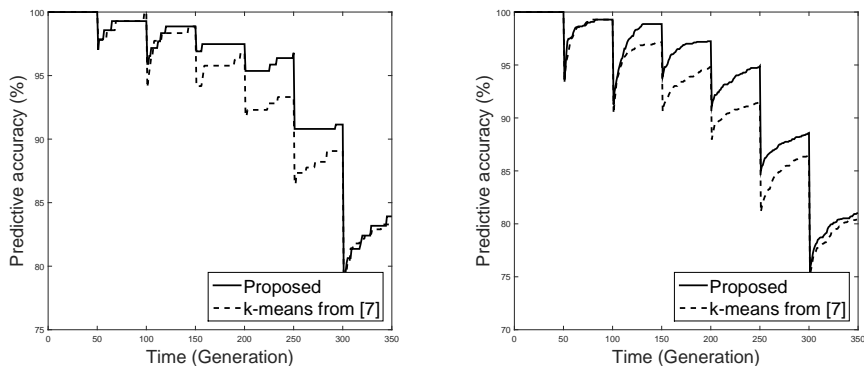 Predictive accuracy (%)
100
95
90
85
80
75
0 50 100 150 200 250 300 350
Time (Generation)
Proposed
k-means from [7]
Predictive accuracy (%)
100
95
90
85
80
75
70
0 50 100 150 200 250 300 350
Time (Generation)
Proposed
k-means from [7]